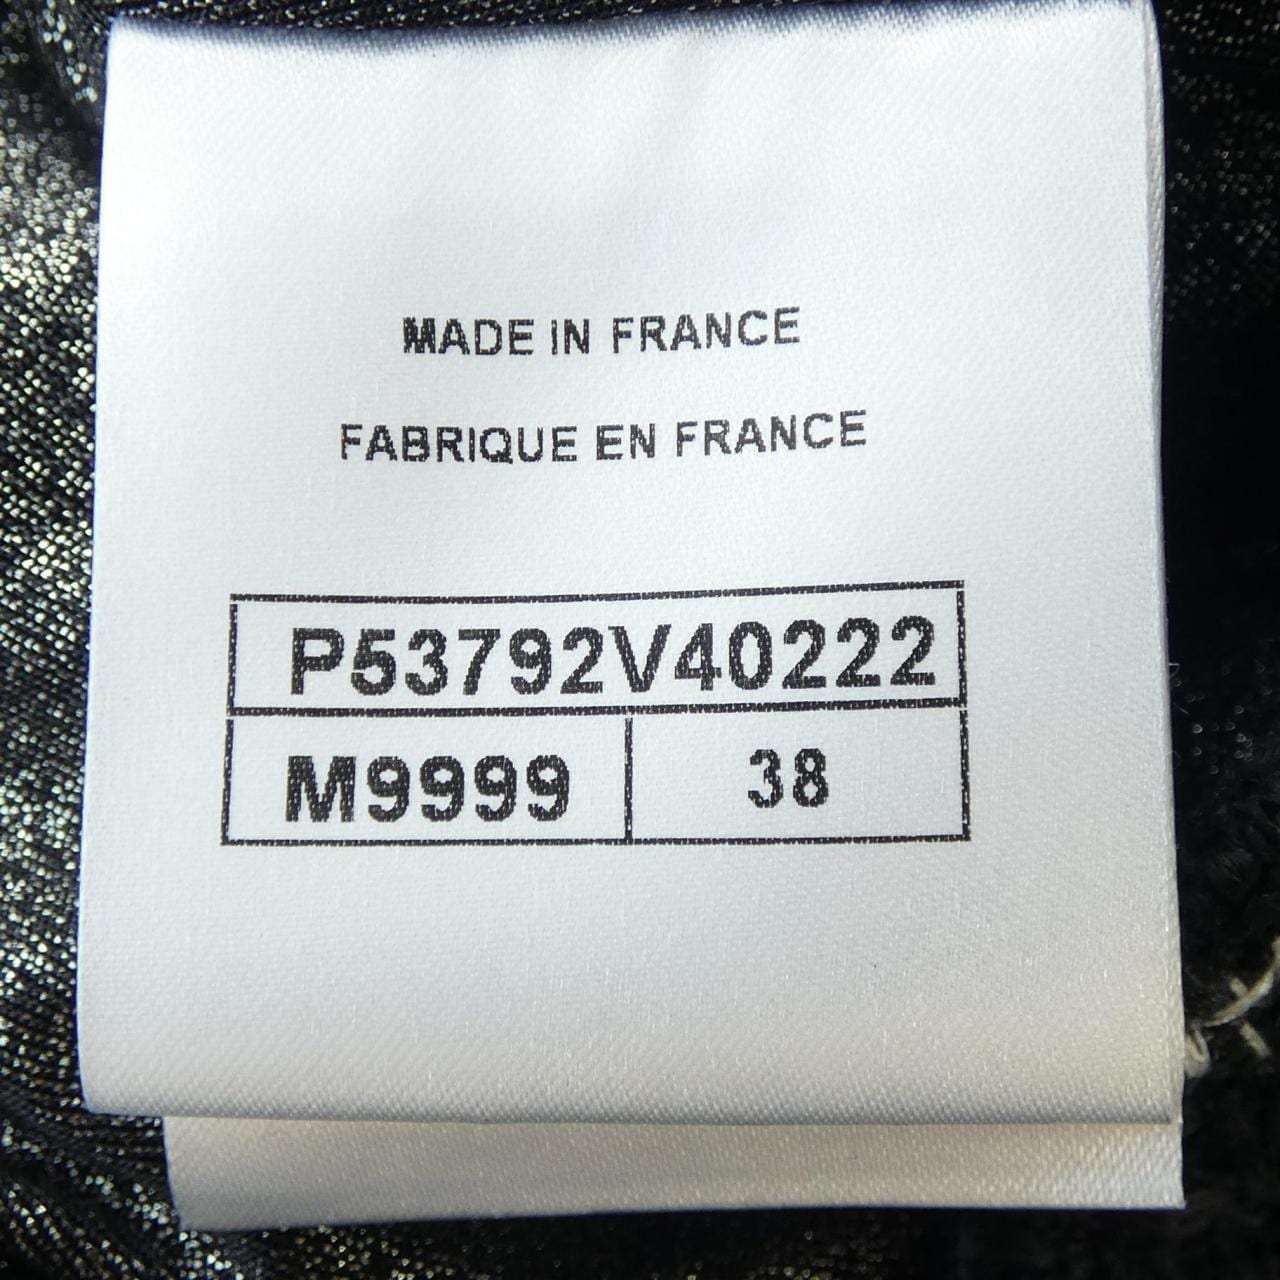 MADE IN FRANCE
FABRIQUE EN FRANCE
P53792V40222
M9999 38